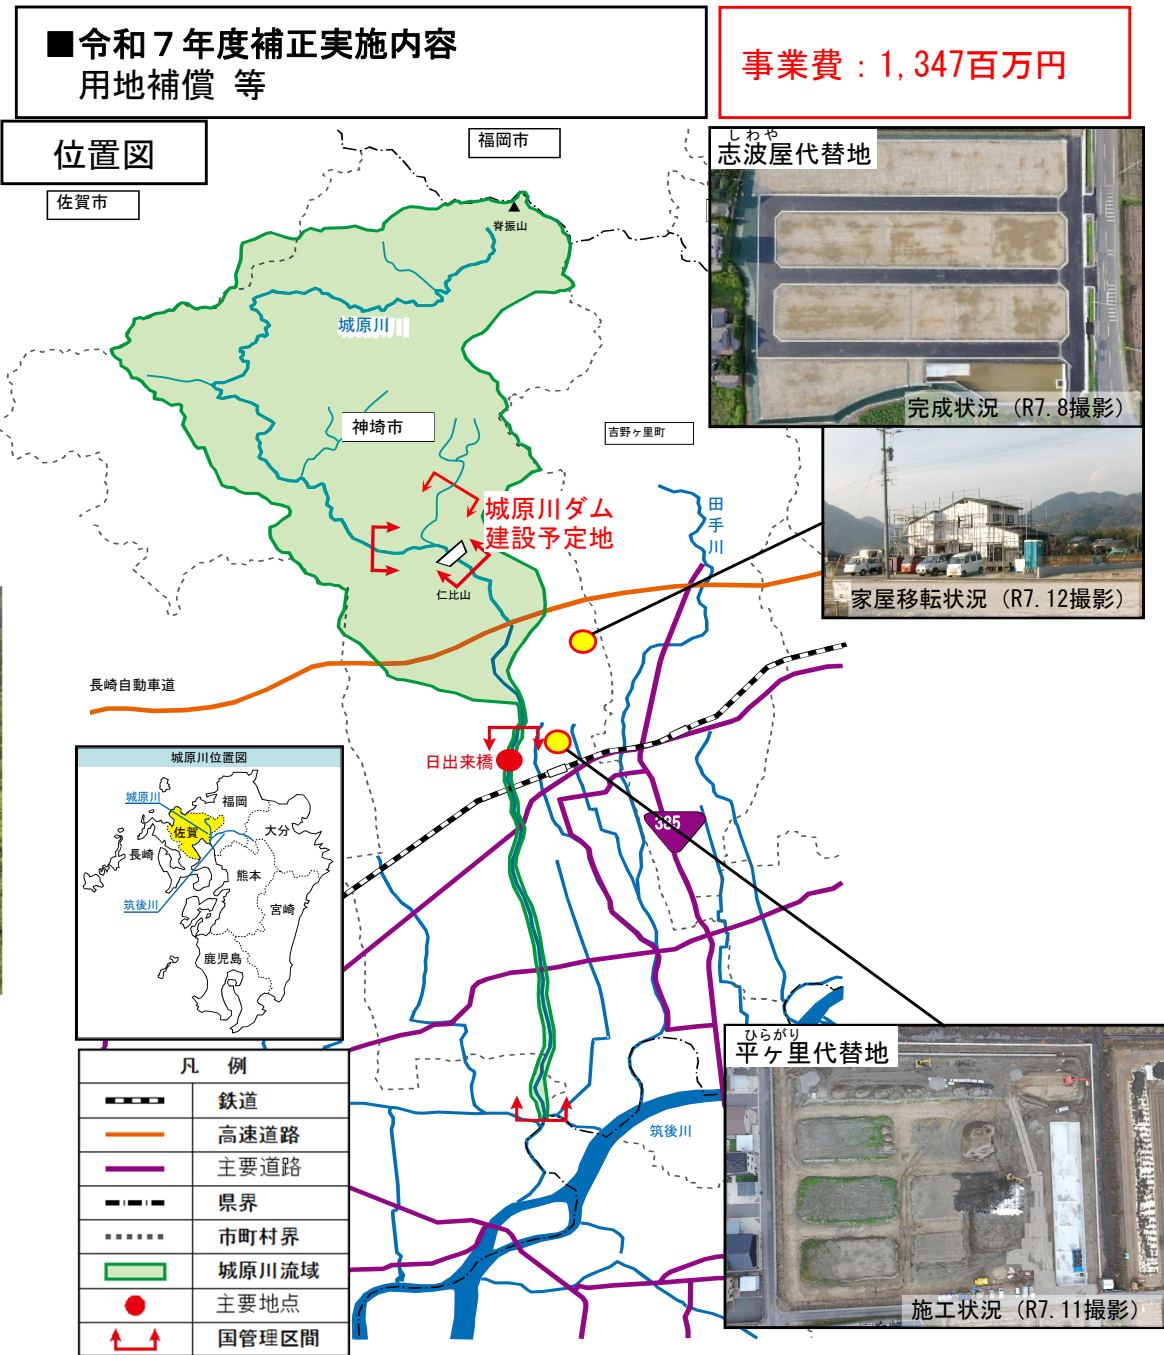 ■令和７年度補正実施内容
用地補償 等
事業費：1,347百万円
位置図
福岡市
佐賀市
脊振山
城原川
神埼市
吉野ヶ里町
城原川ダム
建設予定地
田手川
仁比山
長崎自動車道
日出来橋
385
筑後川
しわや
志波屋代替地
完成状況（R7.8撮影）
家屋移転状況（R7.12撮影）
ひらがり
平ヶ里代替地
施工状況（R7.11撮影）
城原川位置図
城原川
福岡
佐賀
大分
長崎
熊本
筑後川
宮崎
鹿児島
凡 例
鉄道
高速道路
主要道路
県界
市町村界
城原川流域
主要地点
国管理区間